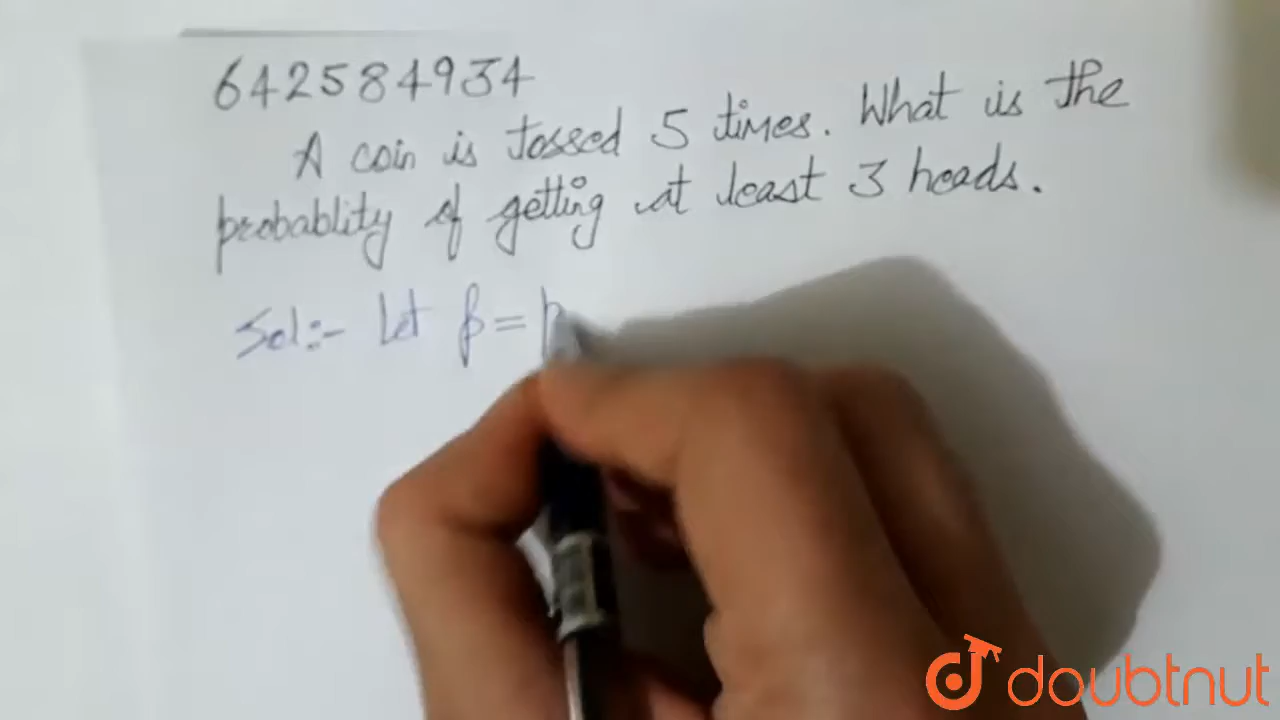 642584934
A coin is tossed 5 times. What is the
probablity of getting at least 3 heads.
Sol:- Let p = p
doubtnut